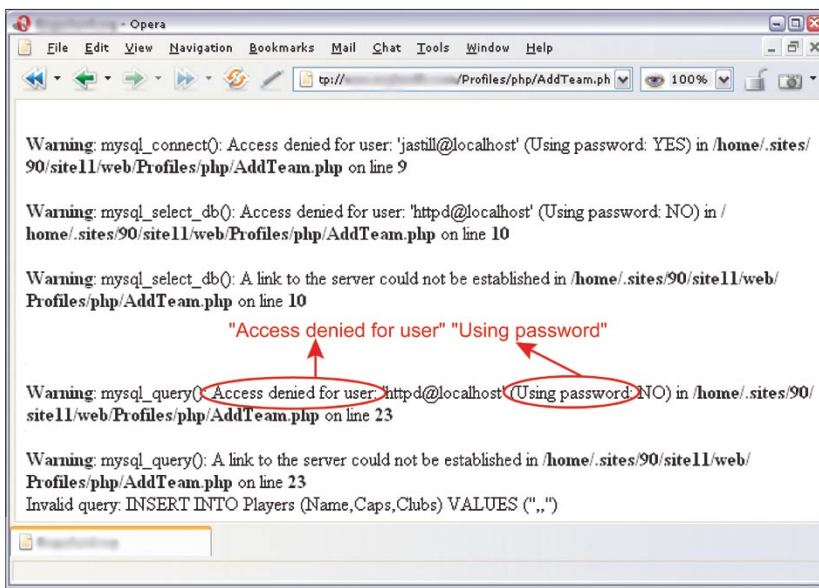 - Opera
File Edit View Navigation Bookmarks Mail Chat Tools Window Help
tp:// /Profiles/php/AddTeam.ph 100%
Warning: mysql_connect(): Access denied for user: 'jastill@localhost' (Using password: YES) in /home/.sites/
90/site11/web/Profiles/php/AddTeam.php on line 9
Warning: mysql_select_db(): Access denied for user: 'httpd@localhost' (Using password: NO) in /
home/.sites/90/site11/web/Profiles/php/AddTeam.php on line 10
Warning: mysql_select_db(): A link to the server could not be established in /home/.sites/90/site11/web/
Profiles/php/AddTeam.php on line 10
"Access denied for user" "Using password"
Warning: mysql_query(): Access denied for user: 'httpd@localhost' (Using password: NO) in /home/.sites/90/
site11/web/Profiles/php/AddTeam.php on line 23
Warning: mysql_query(): A link to the server could not be established in /home/.sites/90/site11/web/
Profiles/php/AddTeam.php on line 23
Invalid query: INSERT INTO Players (Name,Caps,Clubs) VALUES ('',,'')